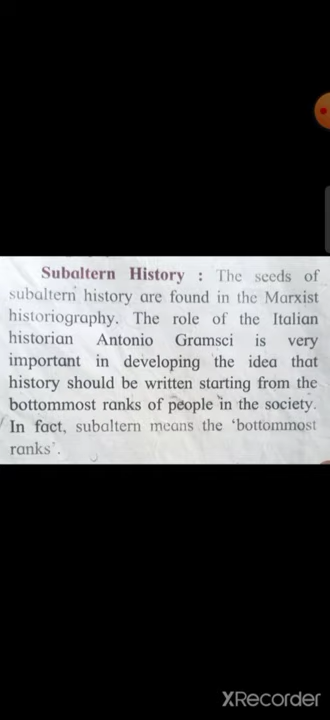 Subaltern History : The seeds of
subaltern history are found in the Marxist
historiography. The role of the Italian
historian Antonio Gramsci is very
important in developing the idea that
history should be written starting from the
bottommost ranks of people in the society.
In fact, subaltern means the ‘bottommost
ranks’.
XRecorder